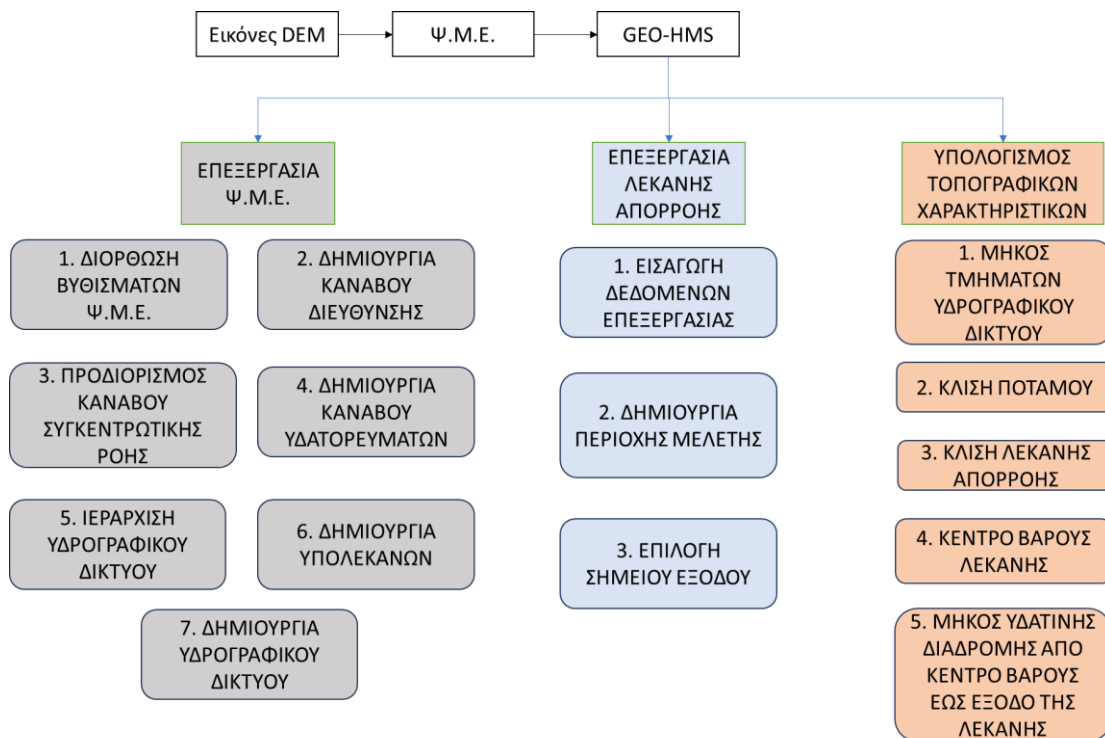 Εικόνες DEM
Ψ.Μ.Ε.
GEO-HMS
ΕΠΕΞΕΡΓΑΣΙΑ
Ψ.Μ.Ε.
1. ΔΙΟΡΘΩΣΗ
ΒΥΘΙΣΜΑΤΩΝ
Ψ.Μ.Ε.
2. ΔΗΜΙΟΥΡΓΙΑ
ΚΑΝΑΒΟΥ
ΔΙΕΥΘΥΝΣΗΣ
3. ΠΡΟΔΙΟΡΙΣΜΟΣ
ΚΑΝΑΒΟΥ
ΣΥΓΚΕΝΤΡΩΤΙΚΗΣ
ΡΟΗΣ
4. ΔΗΜΙΟΥΡΓΙΑ
ΚΑΝΑΒΟΥ
ΥΔΑΤΟΡΕΥΜΑΤΩΝ
5. ΙΕΡΑΡΧΙΣΗ
ΥΔΡΟΓΡΑΦΙΚΟΥ
ΔΙΚΤΥΟΥ
6. ΔΗΜΙΟΥΡΓΙΑ
ΥΠΟΛΕΚΑΝΩΝ
7. ΔΗΜΙΟΥΡΓΙΑ
ΥΔΡΟΓΡΑΦΙΚΟΥ
ΔΙΚΤΥΟΥ
ΕΠΕΞΕΡΓΑΣΙΑ
ΛΕΚΑΝΗΣ
ΑΠΟΡΡΟΗΣ
1. ΕΙΣΑΓΩΓΗ
ΔΕΔΟΜΕΝΩΝ
ΕΠΕΞΕΡΓΑΣΙΑΣ
2. ΔΗΜΙΟΥΡΓΙΑ
ΠΕΡΙΟΧΗΣ ΜΕΛΕΤΗΣ
3. ΕΠΙΛΟΓΗ
ΣΗΜΕΙΟΥ ΕΞΟΔΟΥ
ΥΠΟΛΟΓΙΣΜΟΣ
ΤΟΠΟΓΡΑΦΙΚΩΝ
ΧΑΡΑΚΤΗΡΙΣΤΙΚΩΝ
1. ΜΗΚΟΣ
ΤΜΗΜΑΤΩΝ
ΥΔΡΟΓΡΑΦΙΚΟΥ
ΔΙΚΤΥΟΥ
2. ΚΛΙΣΗ ΠΟΤΑΜΟΥ
3. ΚΛΙΣΗ ΛΕΚΑΝΗΣ
ΑΠΟΡΡΟΗΣ
4. ΚΕΝΤΡΟ ΒΑΡΟΥΣ
ΛΕΚΑΝΗΣ
5. ΜΗΚΟΣ ΥΔΑΤΙΝΗΣ
ΔΙΑΔΡΟΜΗΣ ΑΠΟ
ΚΕΝΤΡΟ ΒΑΡΟΥΣ
ΕΩΣ ΕΞΟΔΟ ΤΗΣ
ΛΕΚΑΝΗΣ